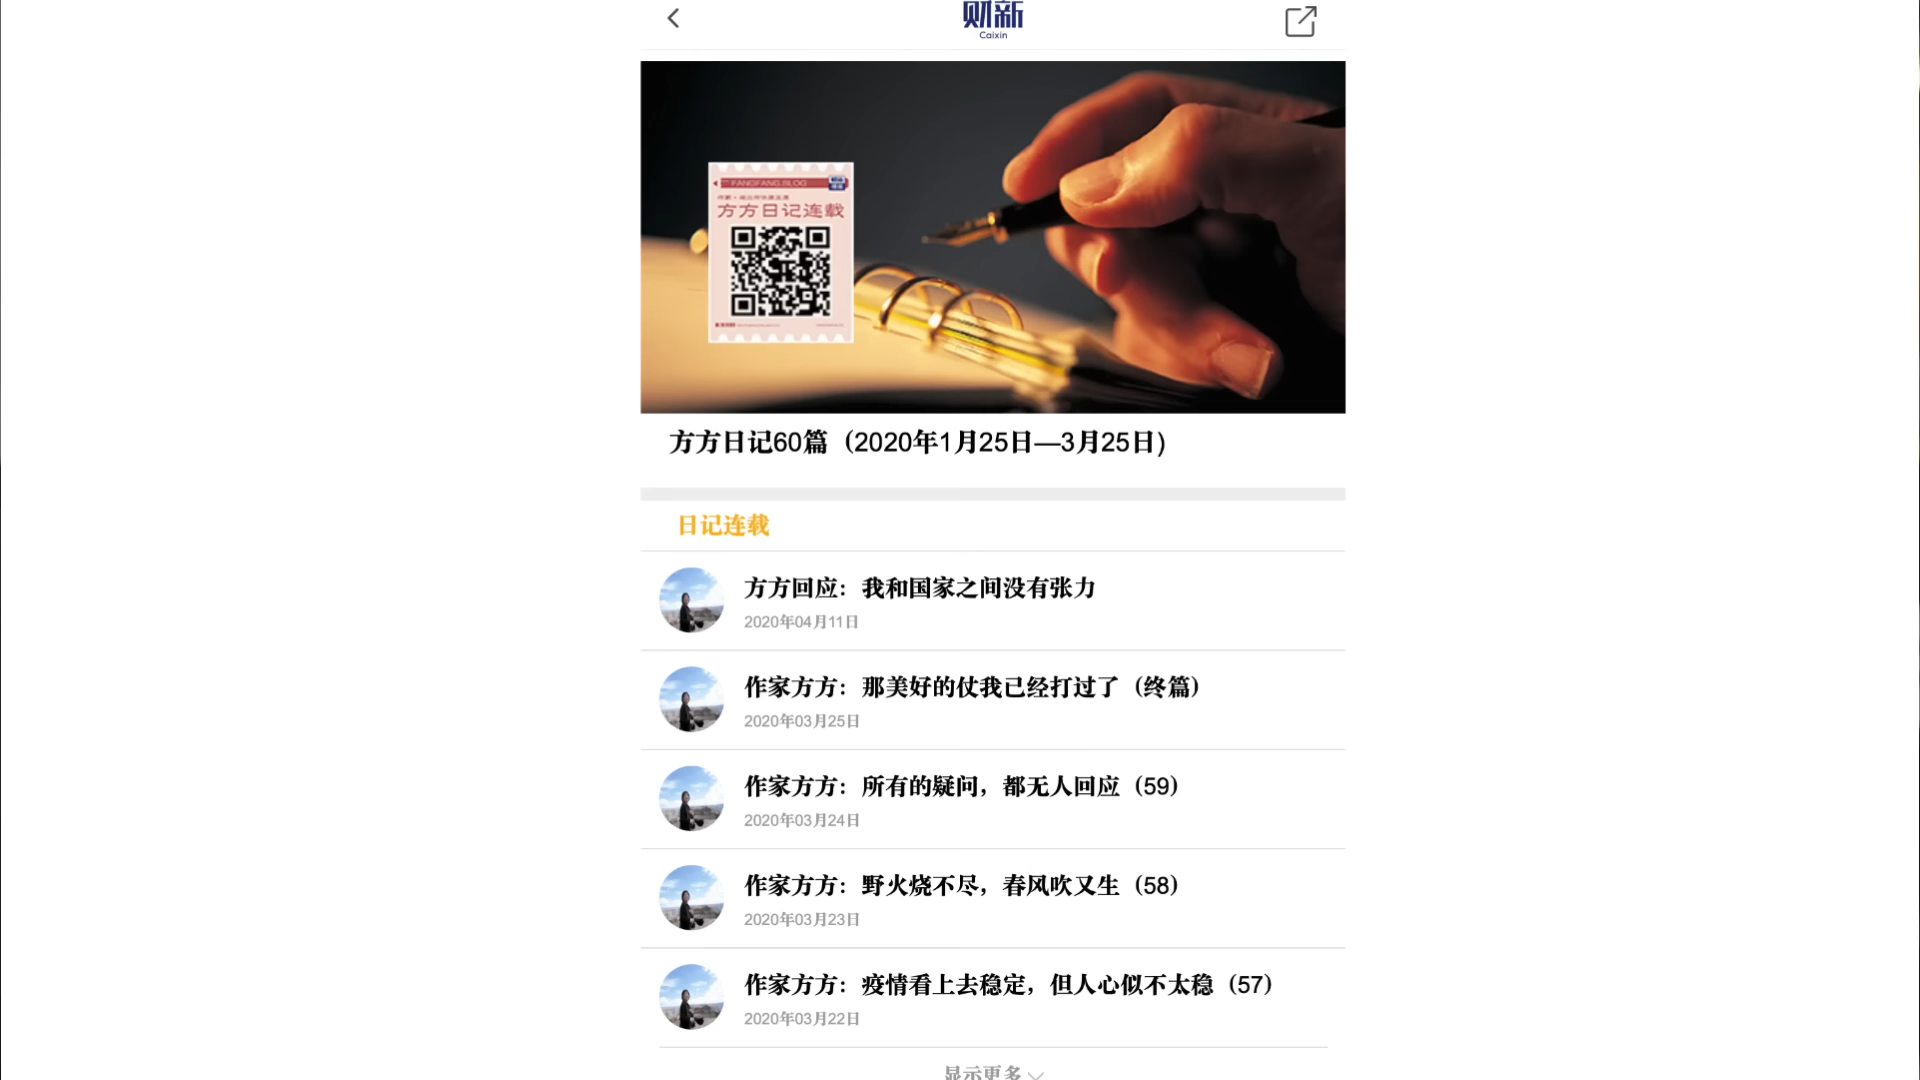 财新
Caixin
FANGFANG.BLOG
方方日记连载
方方日记60篇（2020年1月25日—3月25日)
日记连载
方方回应：我和国家之间没有张力
2020年04月11日
作家方方：那美好的仗我已经打过了（终篇）
2020年03月25日
作家方方：所有的疑问，都无人回应（59）
2020年03月24日
作家方方：野火烧不尽，春风吹又生（58）
2020年03月23日
作家方方：疫情看上去稳定，但人心似不太稳（57）
2020年03月22日
显示更多